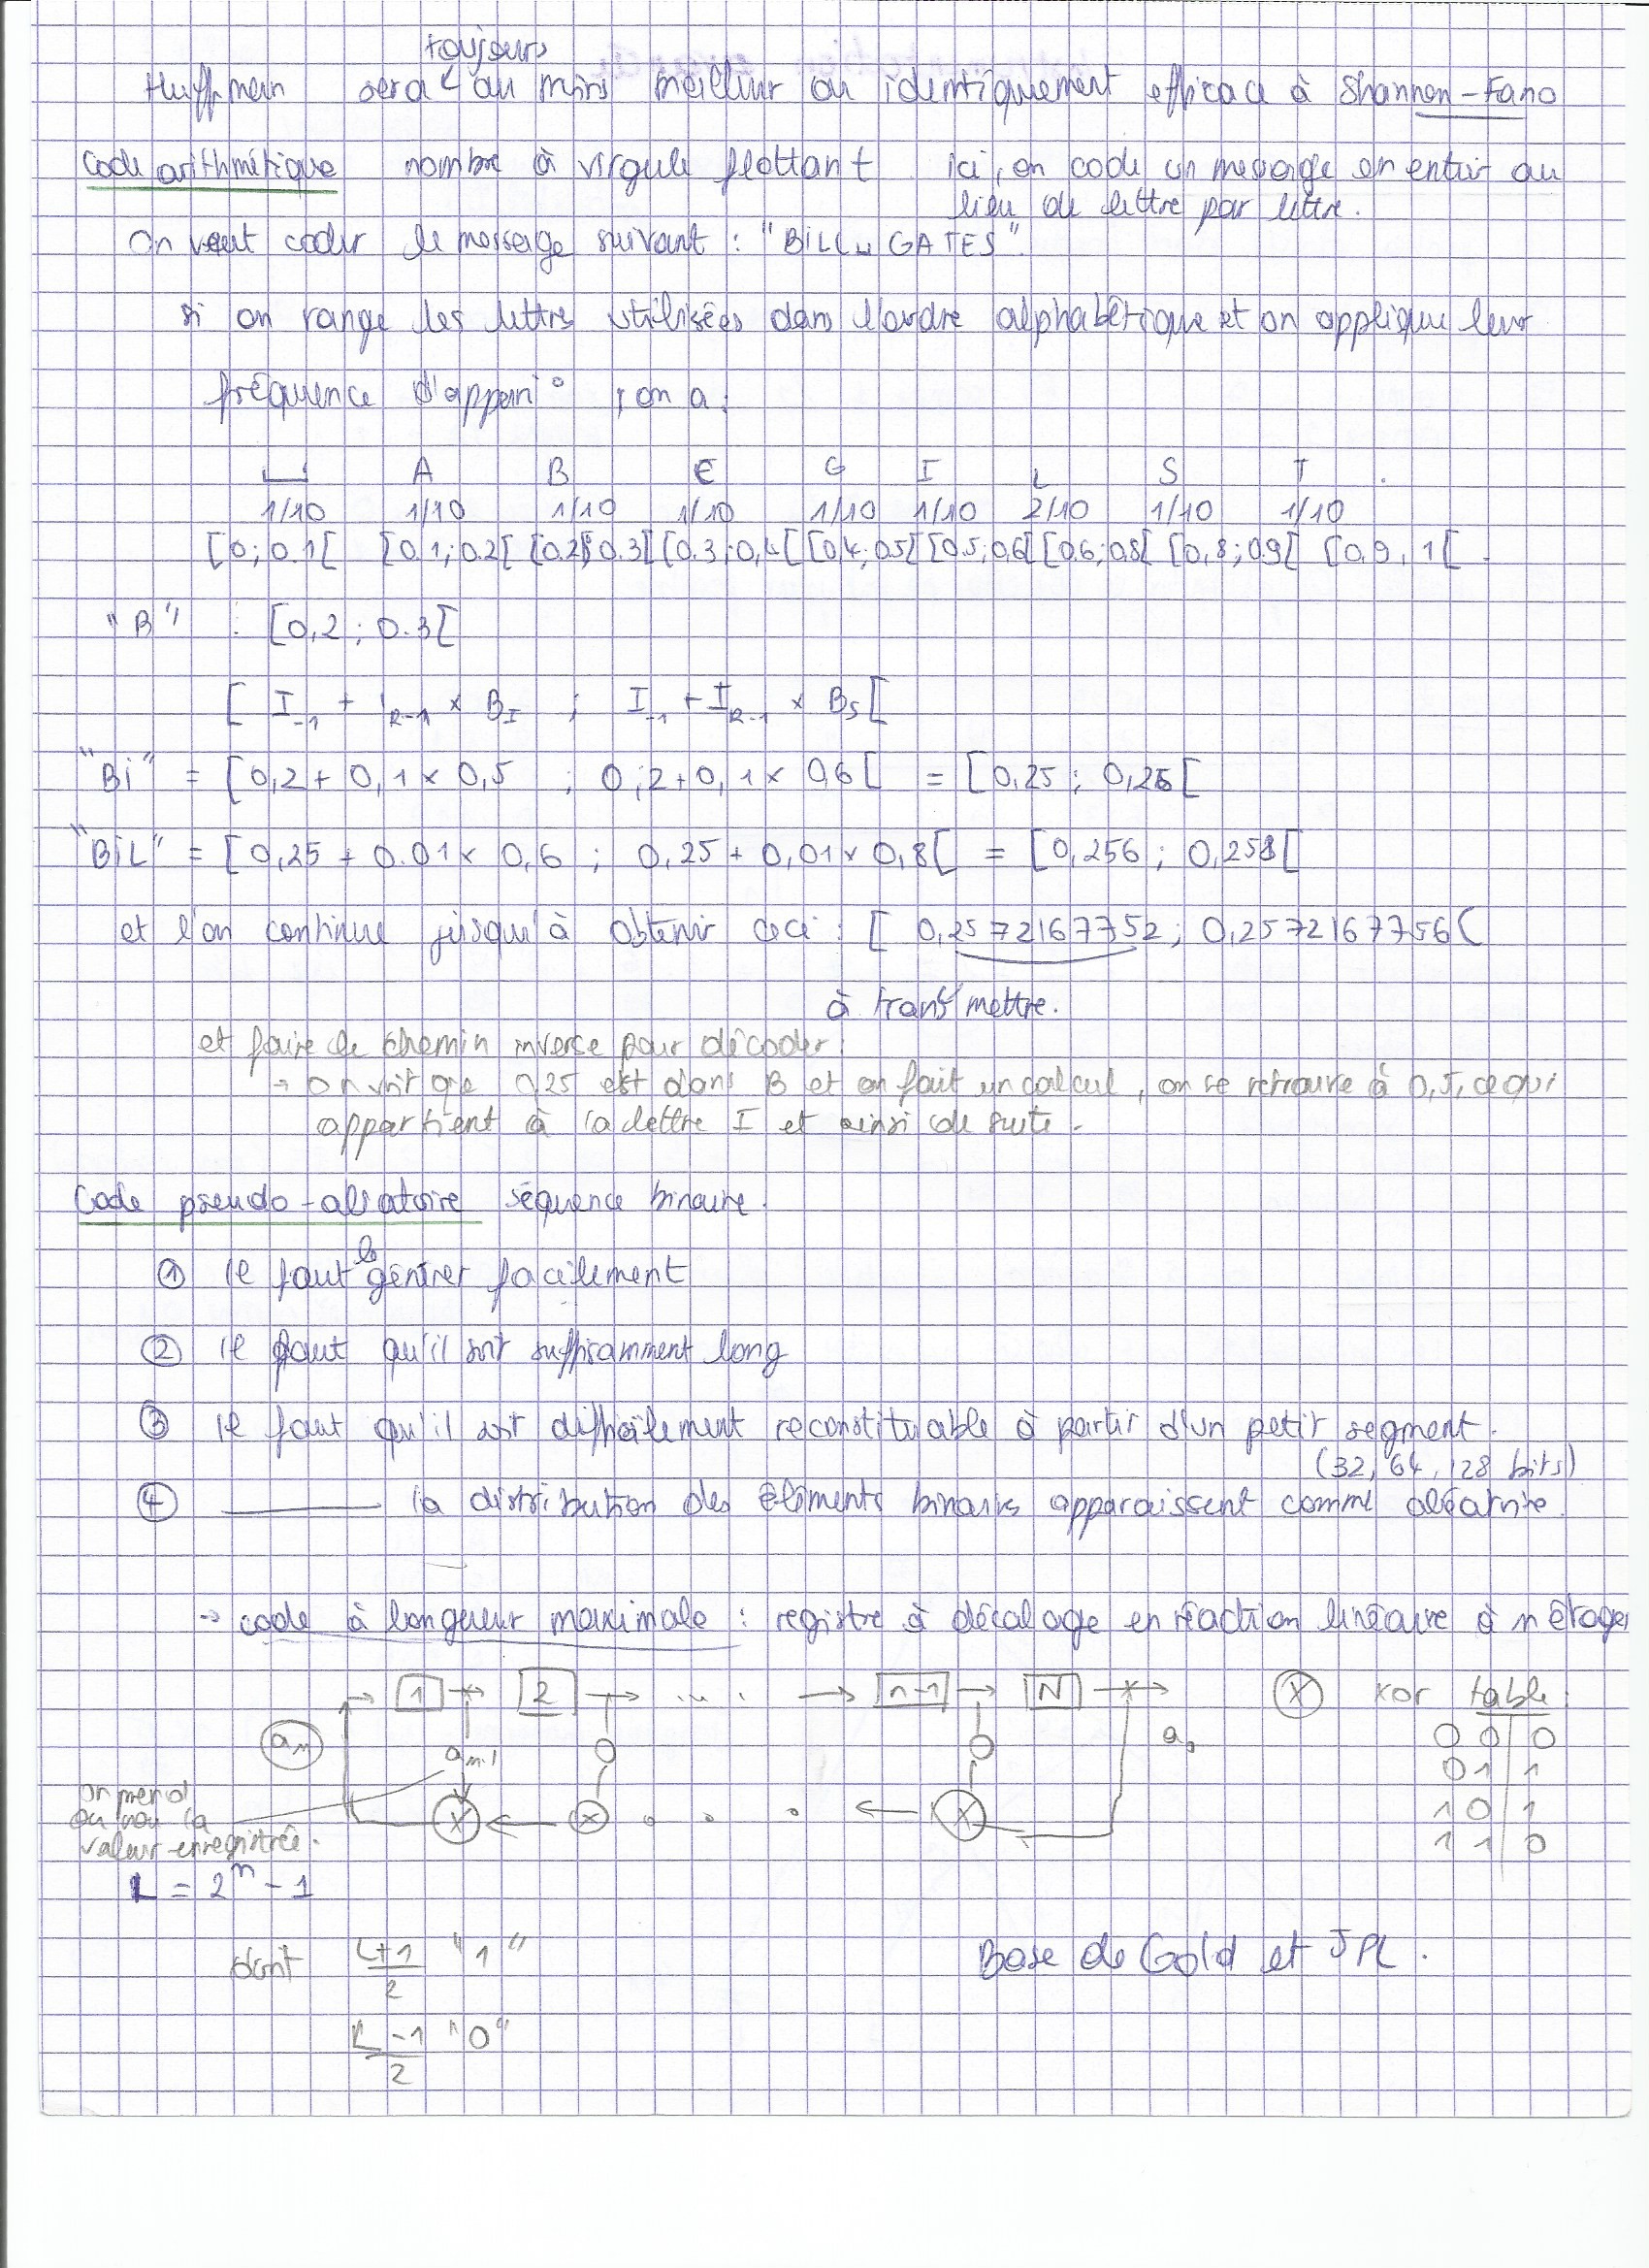 toujours
Huffman sera au moins meilleur ou identiquement efficace à Shannon-Fano
Code arithmétique nombre à virgule flottant ici, on code un message en entier au
lieu de lettre par lettre.
On veut coder le message suivant : "BILL␣GATES".
si on range les lettres utilisées dans l'ordre alphabétique et on applique leur
fréquence d'appari° , on a :
␣ A B E G I L S T
1/10 1/10 1/10 1/10 1/10 1/10 2/10 1/10 1/10
[0; 0.1[ [0,1; 0.2[ [0.2; 0.3[ [0.3; 0,4[ [0,4; 0.5[ [0.5; 0,6[ [0.6; 0,8[ [0,8; 0.9[ [0.9, 1[ .
"B" : [0,2; 0.3[
[ I₋₁ + I_R-1 × B_I ; I₋₁ + I_R-1 × B_S [
"Bi" = [0,2 + 0,1 × 0,5 ; 0,2 + 0,1 × 0,6[ = [0,25 ; 0,26[
"BiL" = [0,25 + 0.01 × 0,6 ; 0,25 + 0,01 × 0,8[ = [0,256 ; 0,258[
et l'on continue jusqu'à obtenir ceci : [ 0,2572167752 ; 0,2572167756[
à transmettre.
et faire le chemin inverse pour décoder :
→ on voit que 0,25 est dans B et on fait un calcul, on se retrouve à 0,5, ce qui
appartient à la lettre I et ainsi de suite.
Code pseudo-aléatoire séquence binaire.
① il faut le générer facilement
② il faut qu'il soit suffisamment long
③ il faut qu'il soit difficilement reconstituable à partir d'un petit segment.
(32, 64, 128 bits)
④ ——— la distribution des éléments binaires apparaissent comme aléatoire.
→ code à longueur maximale : registre à décalage en réaction linéaire à n étages
→ 1 → 2 → .... → n-1 → N → ⓧ xor table :
aₙ aₙ₋₁ a₀ 0 0 0
0 1 1
on prend
ou non la
valeur enregistrée.
1 0 1
1 1 0
L = 2ⁿ - 1
dont L+1/2 "1" Base de Gold et JPL.
L-1/2 "0"